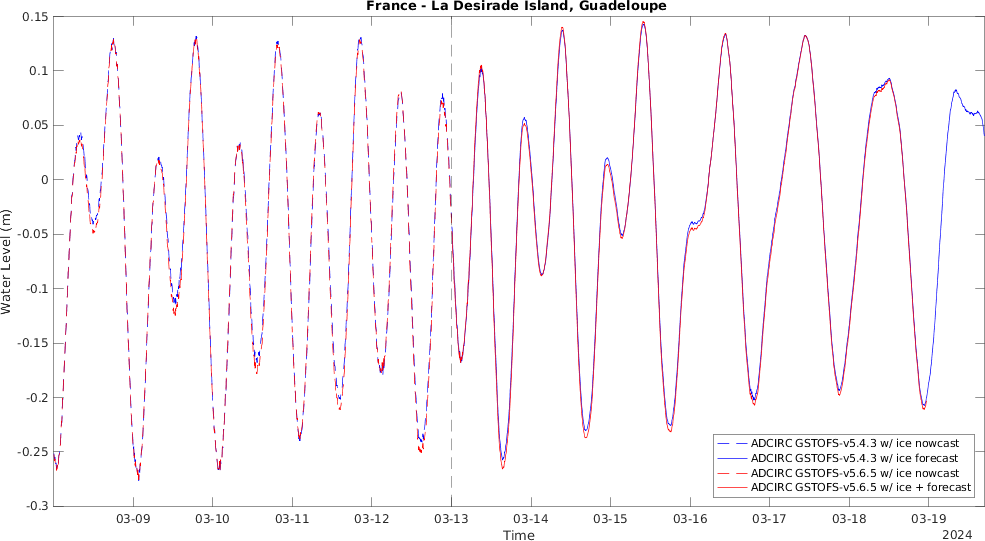 France - La Desirade Island, Guadeloupe
0.15
0.1
0.05
0
-0.05
-0.1
-0.15
-0.2
-0.25
-0.3
Water Level (m)
ADCIRC GSTOFS-v5.4.3 w/ ice nowcast
ADCIRC GSTOFS-v5.4.3 w/ ice forecast
ADCIRC GSTOFS-v5.6.5 w/ ice nowcast
ADCIRC GSTOFS-v5.6.5 w/ ice + forecast
03-09 03-10 03-11 03-12 03-13 03-14 03-15 03-16 03-17 03-18 03-19
Time
2024